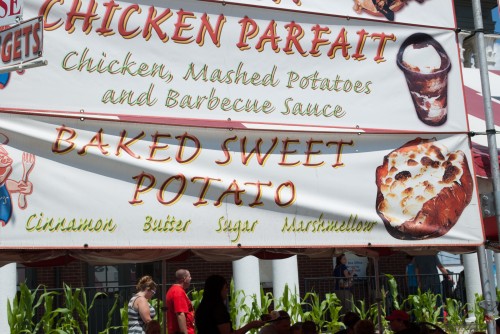 GETS
CHICKEN PARFAIT
Chicken, Mashed Potatoes
and Barbecue Sauce
BAKED SWEET
POTATO
Cinnamon Butter Sugar Marshmellow